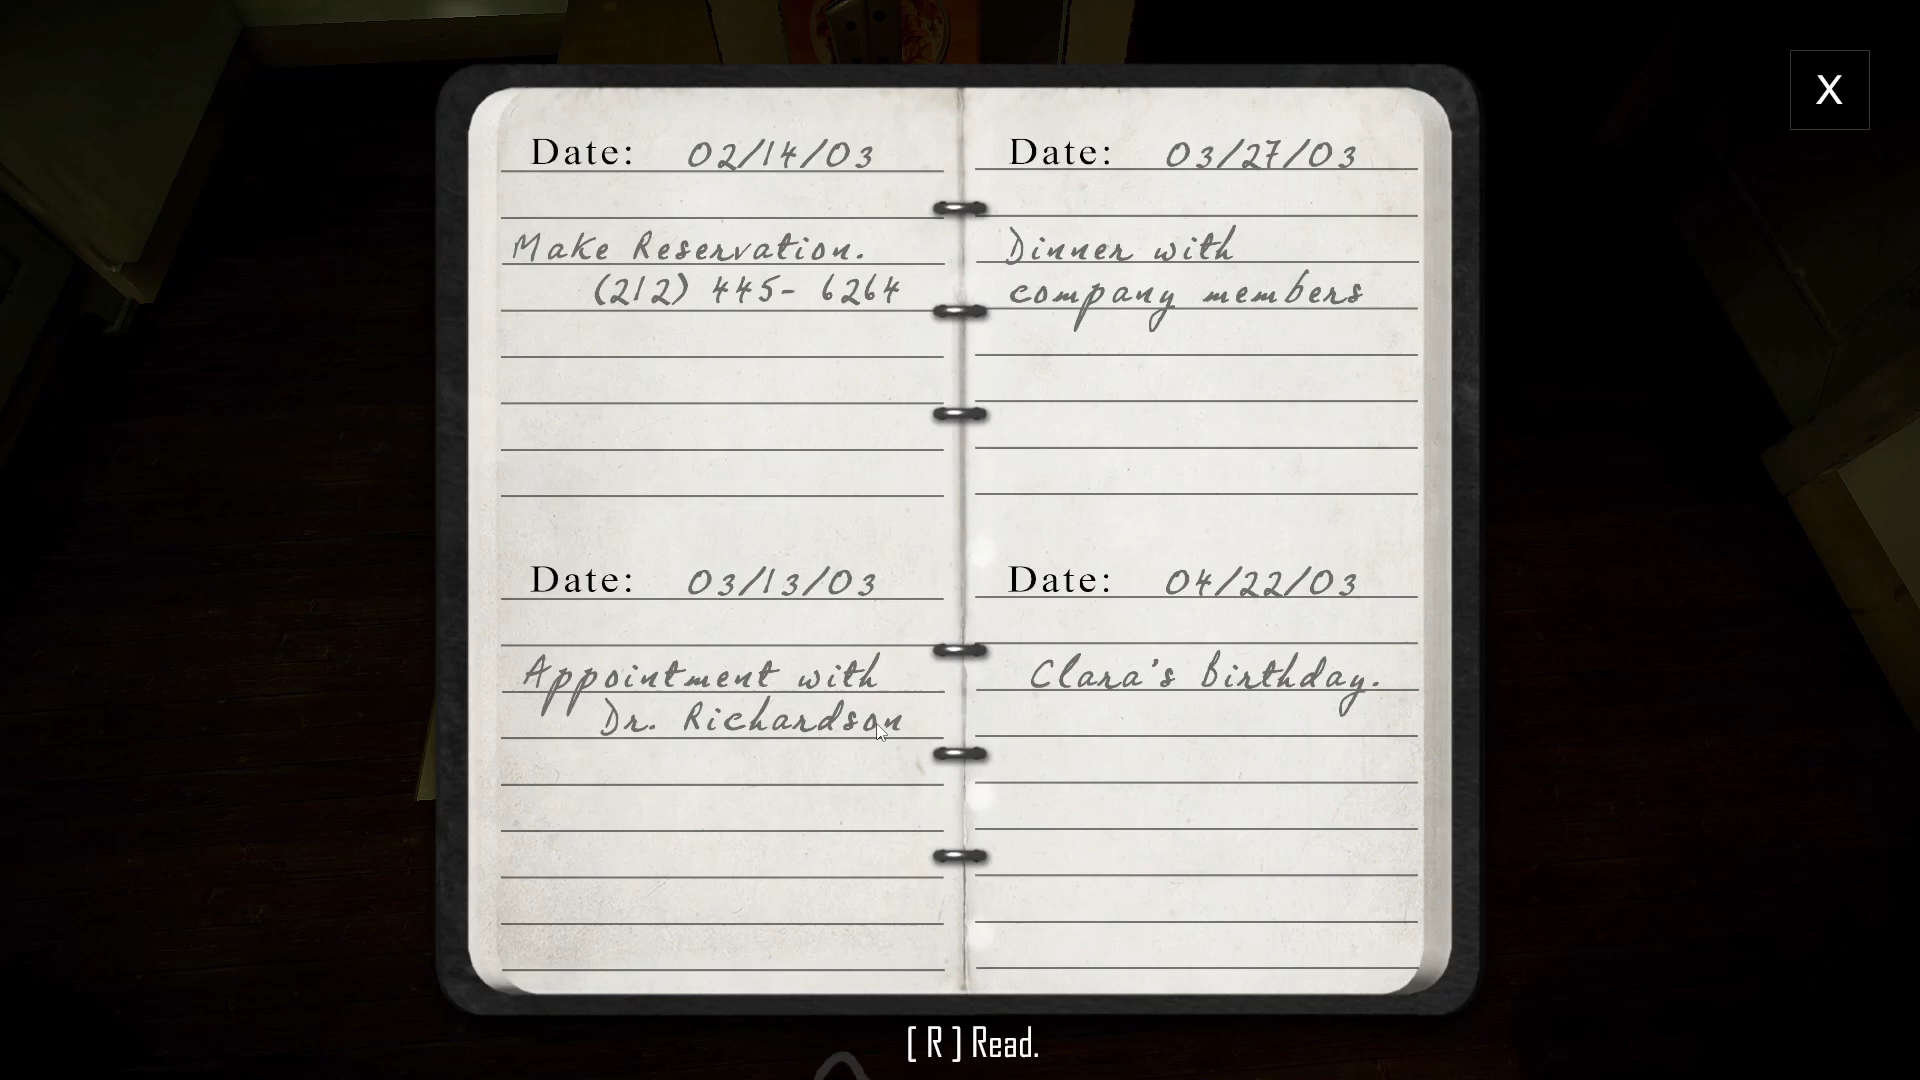 X
Date: 02/14/03
Make Reservation.
(212) 445- 6264
Date: 03/13/03
Appointment with
Dr. Richardson
Date: 03/27/03
Dinner with
company members
Date: 04/22/03
Clara's Birthday.
[ R ] Read.